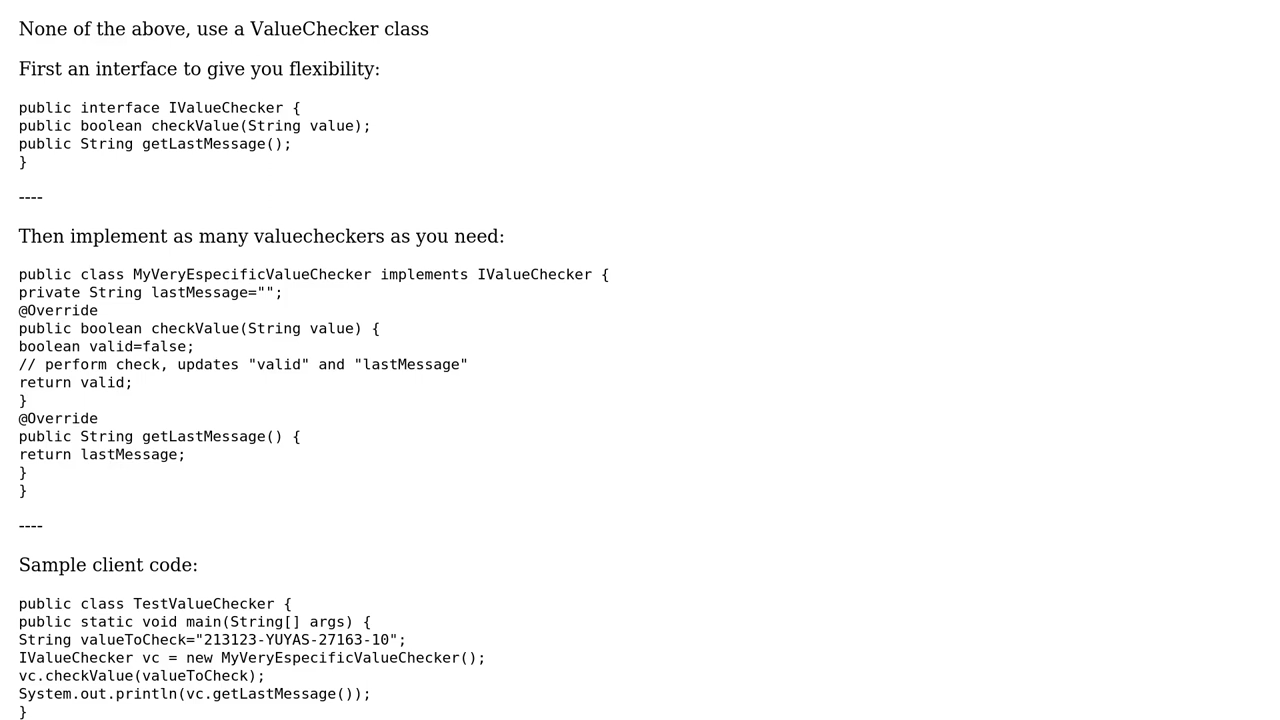 None of the above, use a ValueChecker class
First an interface to give you flexibility:
public interface IValueChecker {
public boolean checkValue(String value);
public String getLastMessage();
}
----
Then implement as many valuecheckers as you need:
public class MyVeryEspecificValueChecker implements IValueChecker {
private String lastMessage="";
@Override
public boolean checkValue(String value) {
boolean valid=false;
// perform check, updates "valid" and "lastMessage"
return valid;
}
@Override
public String getLastMessage() {
return lastMessage;
}
}
----
Sample client code:
public class TestValueChecker {
public static void main(String[] args) {
String valueToCheck="213123-YUYAS-27163-10";
IValueChecker vc = new MyVeryEspecificValueChecker();
vc.checkValue(valueToCheck);
System.out.println(vc.getLastMessage());
}